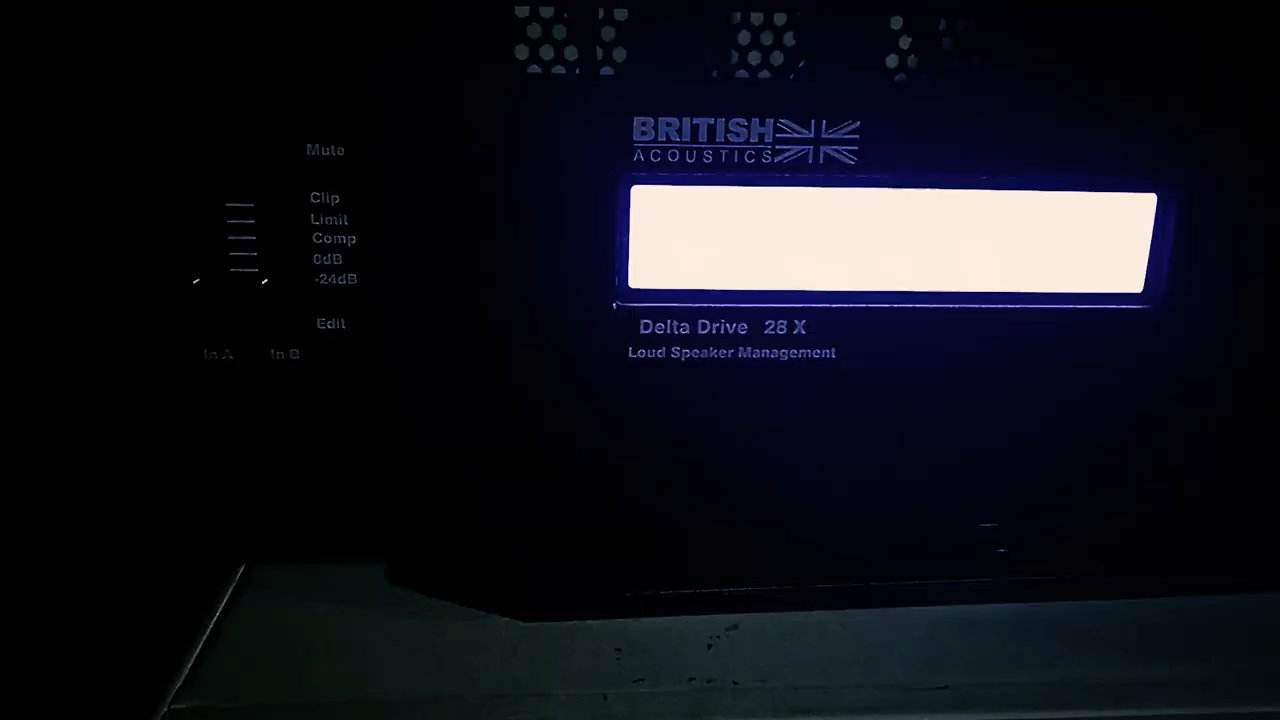 BRITISH
ACOUSTICS
Mute
Clip
Limit
Comp
0dB
-24dB
Edit
In A In B
Delta Drive 28 X
Loud Speaker Management